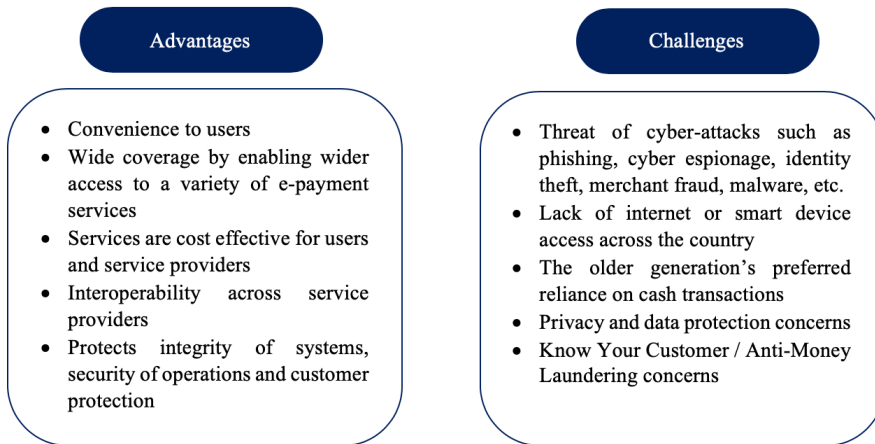 Advantages
• Convenience to users
• Wide coverage by enabling wider
access to a variety of e-payment
services
• Services are cost effective for users
and service providers
• Interoperability across service
providers
• Protects integrity of systems,
security of operations and customer
protection
Challenges
• Threat of cyber-attacks such as
phishing, cyber espionage, identity
theft, merchant fraud, malware, etc.
• Lack of internet or smart device
access across the country
• The older generation’s preferred
reliance on cash transactions
• Privacy and data protection concerns
• Know Your Customer / Anti-Money
Laundering concerns